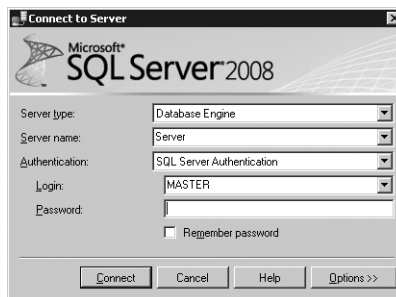 Connect to Server
Microsoft®
SQL Server 2008
Server type: Database Engine
Server name: Server
Authentication: SQL Server Authentication
Login: MASTER
Password:
Remember password
Connect Cancel Help Options >>